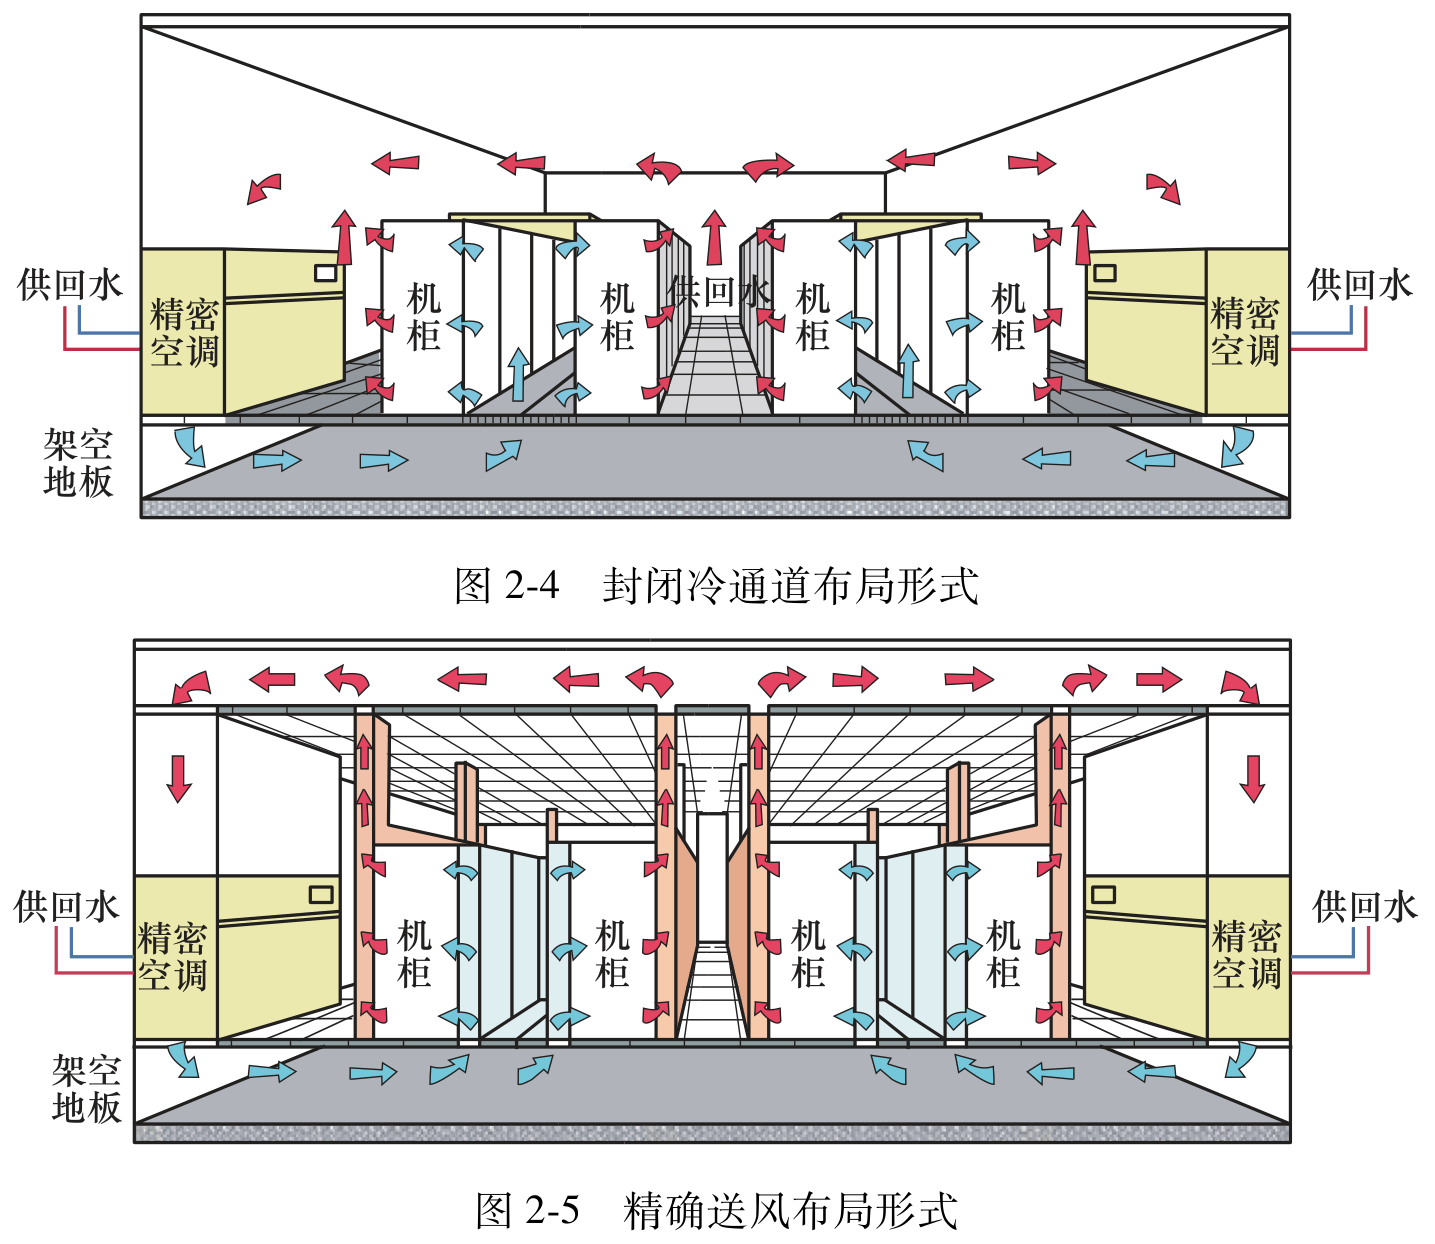 供回水
精密
空调
机
柜
机
柜
供回水
机
柜
机
柜
精密
空调
供回水
架空
地板
图 2-4 封闭冷通道布局形式
供回水
精密
空调
机
柜
机
柜
机
柜
机
柜
精密
空调
供回水
架空
地板
图 2-5 精确送风布局形式